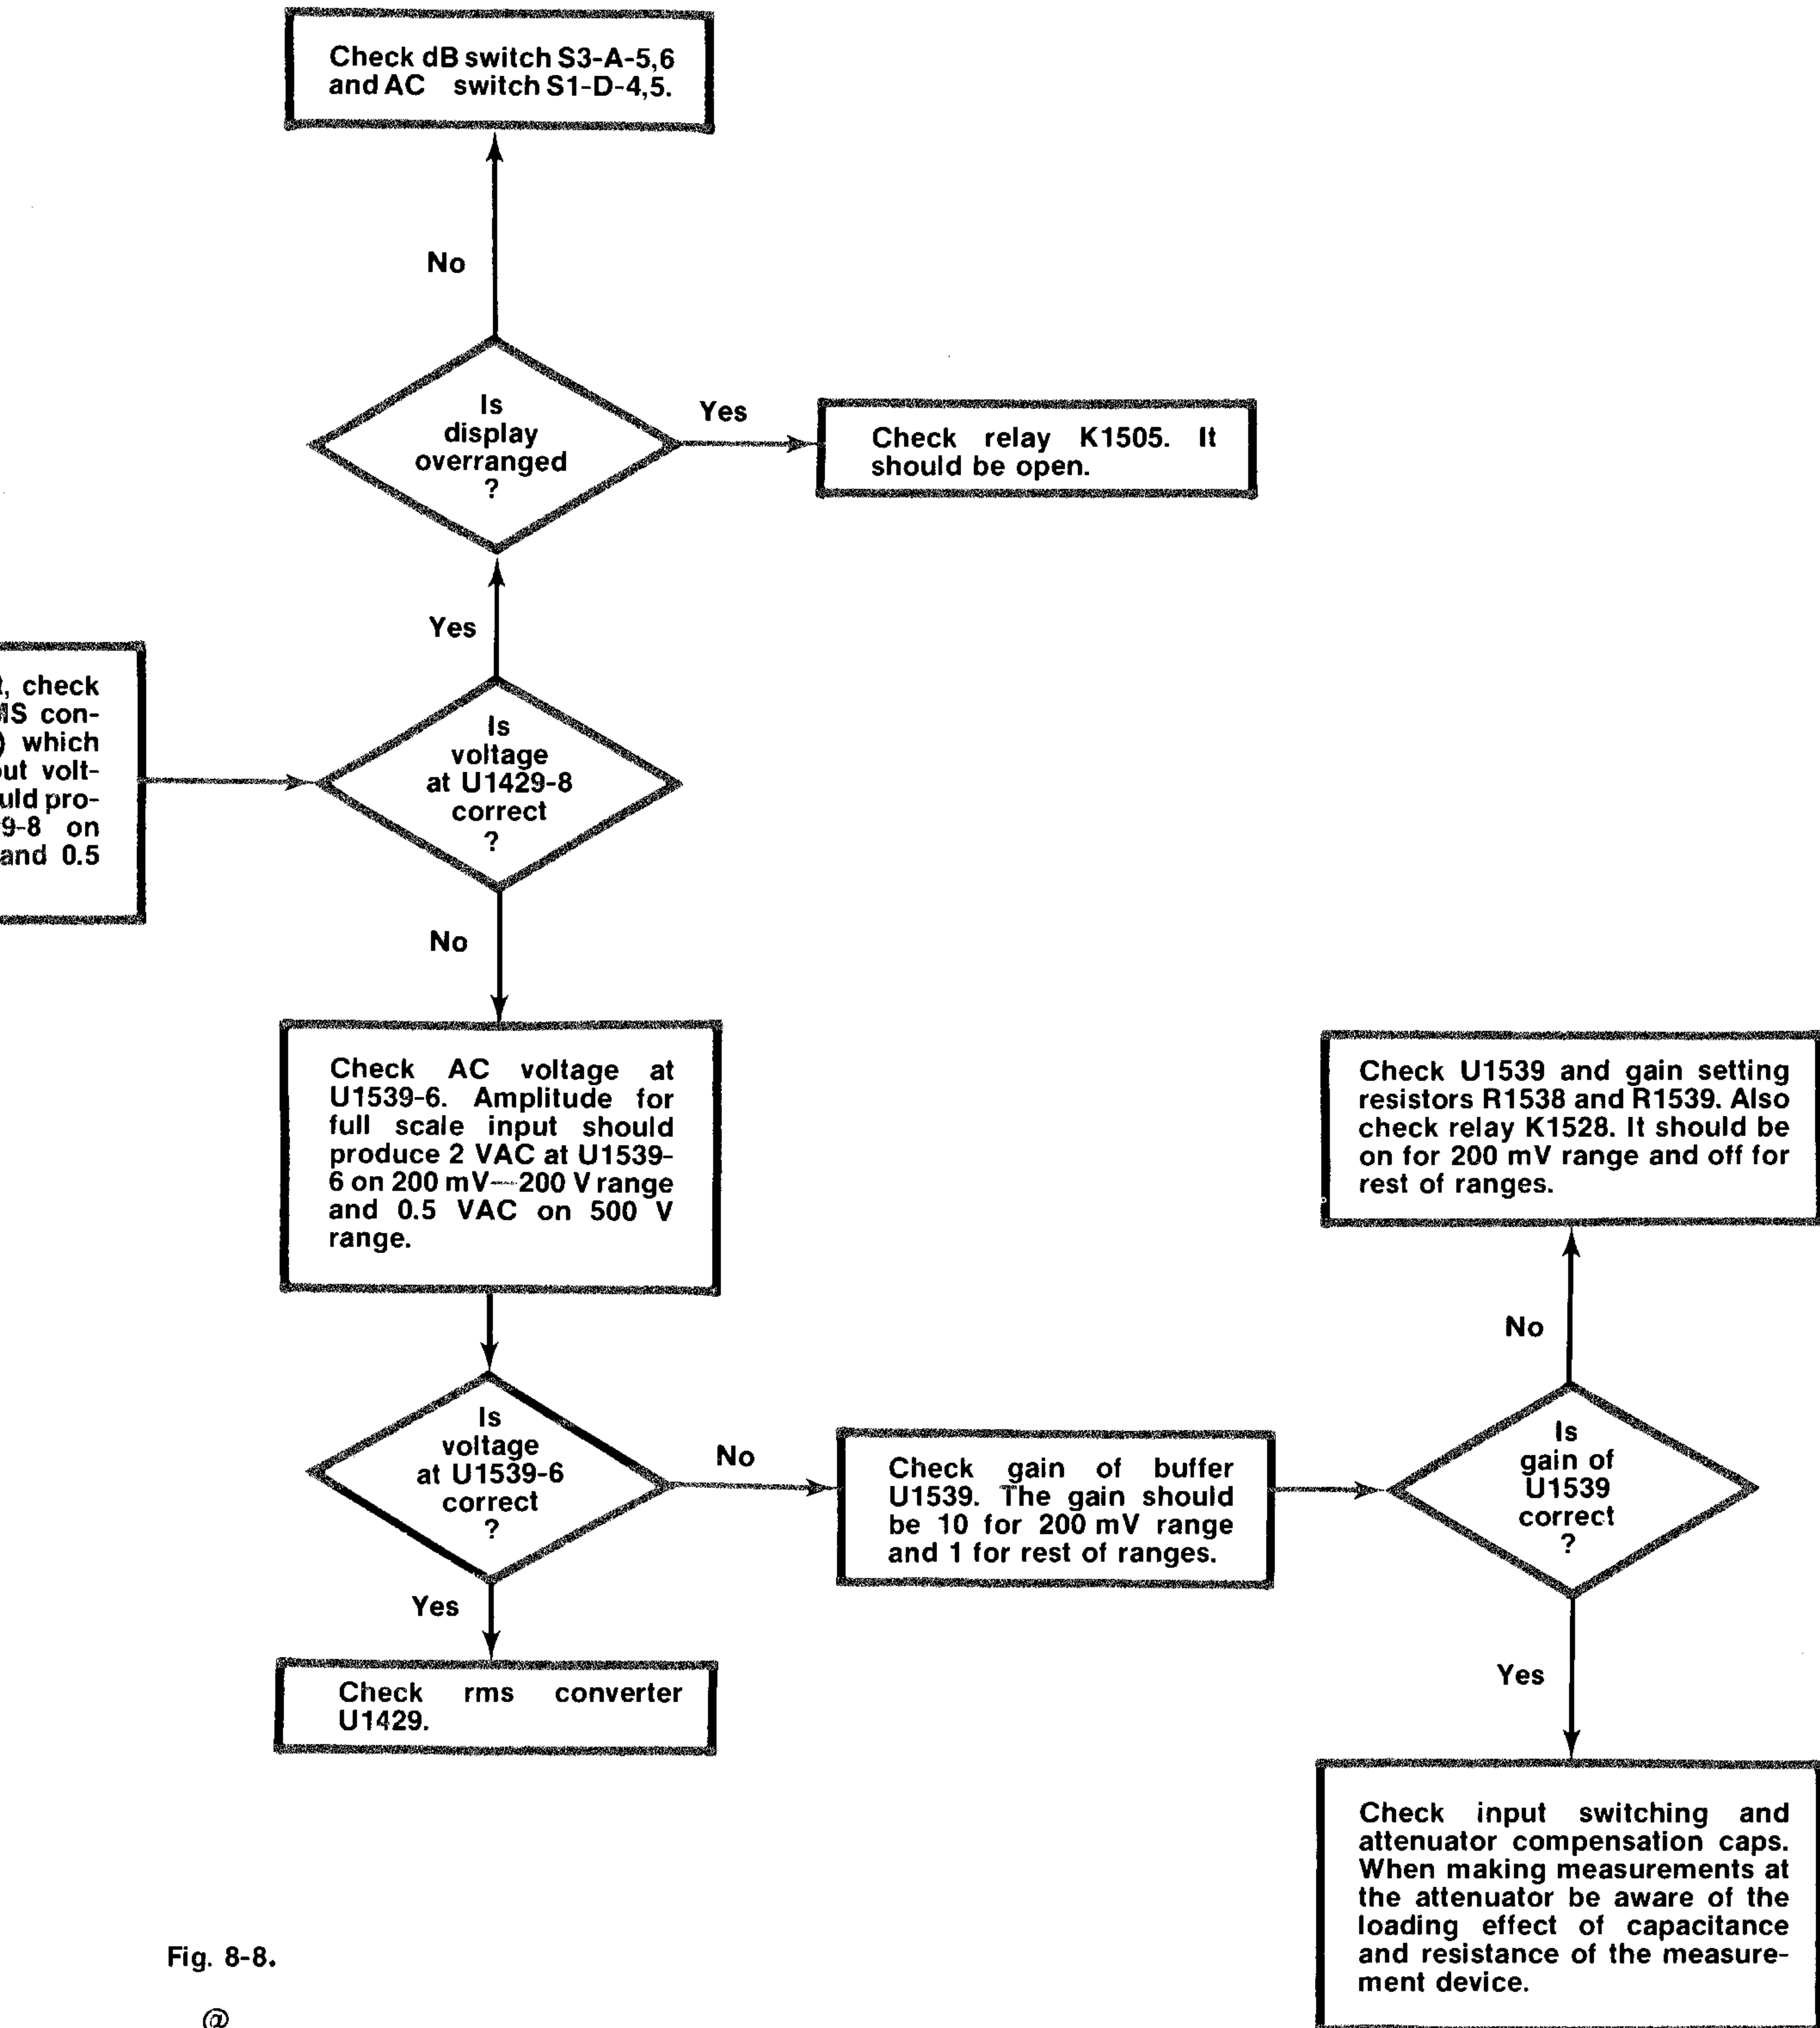 Check dB switch S3-A-5,6
and AC switch S1-D-4,5.
No
Is
display
overranged
?
Yes
Check relay K1505. It
should be open.
Yes
t, check
MS con-
) which
out volt-
uld pro-
9-8 on
and 0.5
Is
voltage
at U1429-8
correct
?
No
Check AC voltage at
U1539-6. Amplitude for
full scale input should
produce 2 VAC at U1539-
6 on 200 mV—200 V range
and 0.5 VAC on 500 V
range.
Is
voltage
at U1539-6
correct
?
No
Check gain of buffer
U1539. The gain should
be 10 for 200 mV range
and 1 for rest of ranges.
Is
gain of
U1539
correct
?
No
Check U1539 and gain setting
resistors R1538 and R1539. Also
check relay K1528. It should be
on for 200 mV range and off for
rest of ranges.
Yes
Check rms converter
U1429.
Yes
Check input switching and
attenuator compensation caps.
When making measurements at
the attenuator be aware of the
loading effect of capacitance
and resistance of the measure-
ment device.
Fig. 8-8.
@